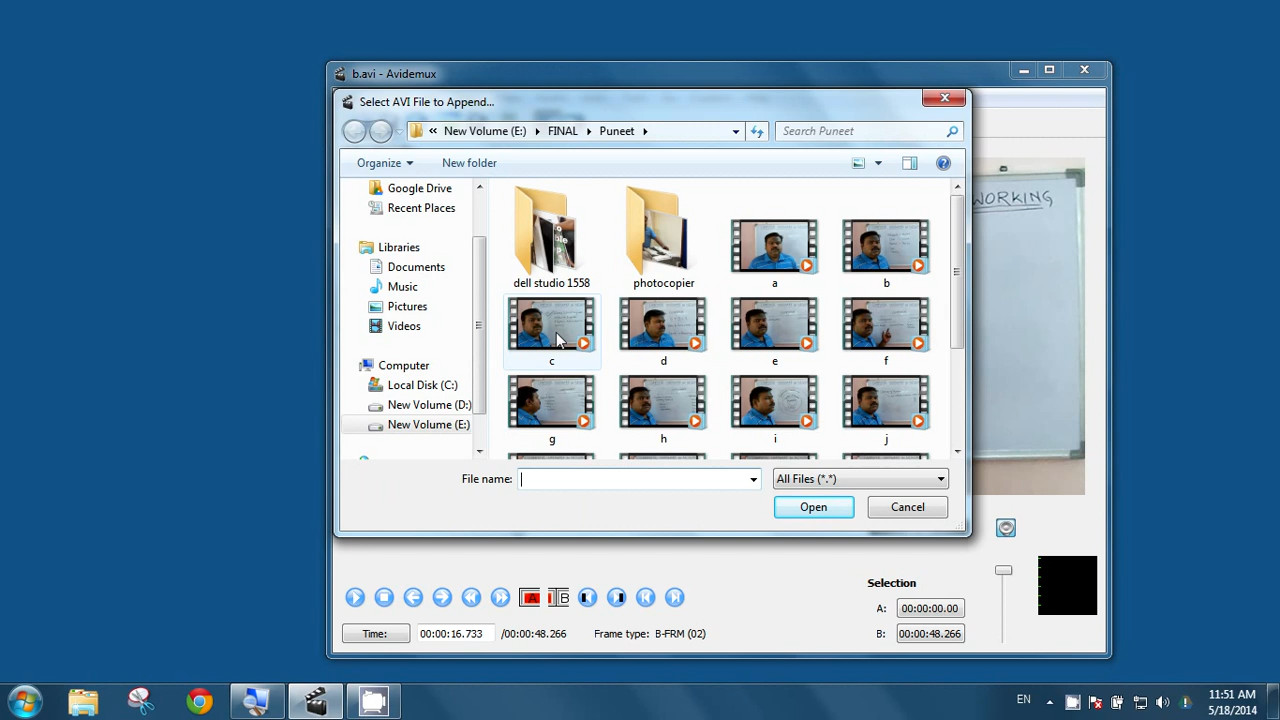 b.avi - Avidemux
Select AVI File to Append...
« New Volume (E:) FINAL Puneet
Search Puneet
Organize
New folder
Google Drive
Recent Places
Libraries
Documents
Music
Pictures
Videos
Computer
Local Disk (C:)
New Volume (D:)
New Volume (E:)
dell studio 1558
photocopier
a
b
c
d
e
f
g
h
i
j
File name:
All Files (*.*)
Open
Cancel
WORKING
Selection
A: 00:00:00.00
B: 00:00:48.266
A
B
Time:
00:00:16.733
/00:00:48.266
Frame type: B-FRM (02)
EN
11:51 AM
5/18/2014